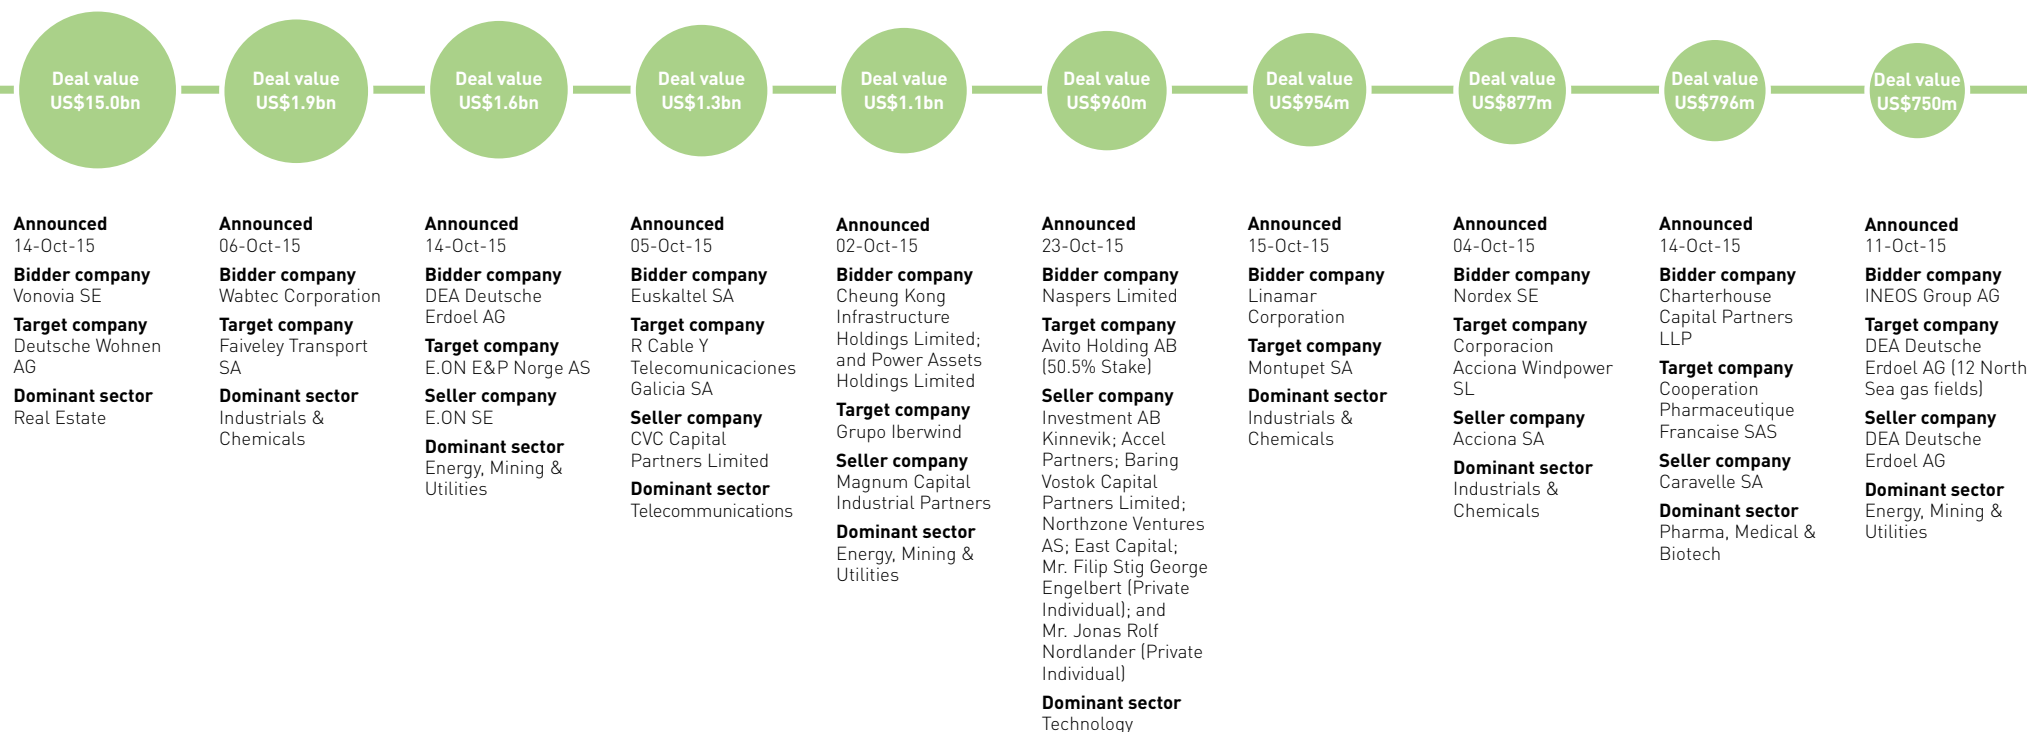 Deal value
US$15.0bn
Deal value
US$1.9bn
Deal value
US$1.6bn
Deal value
US$1.3bn
Deal value
US$1.1bn
Deal value
US$960m
Deal value
US$954m
Deal value
US$877m
Deal value
US$796m
Deal value
US$750m
Announced
14-Oct-15
Bidder company
Vonovia SE
Target company
Deutsche Wohnen
AG
Dominant sector
Real Estate
Announced
06-Oct-15
Bidder company
Wabtec Corporation
Target company
Faiveley Transport
SA
Dominant sector
Industrials &
Chemicals
Announced
14-Oct-15
Bidder company
DEA Deutsche
Erdoel AG
Target company
E.ON E&P Norge AS
Seller company
E.ON SE
Dominant sector
Energy, Mining &
Utilities
Announced
05-Oct-15
Bidder company
Euskaltel SA
Target company
R Cable Y
Telecomunicaciones
Galicia SA
Seller company
CVC Capital
Partners Limited
Dominant sector
Telecommunications
Announced
02-Oct-15
Bidder company
Cheung Kong
Infrastructure
Holdings Limited;
and Power Assets
Holdings Limited
Target company
Grupo Iberwind
Seller company
Magnum Capital
Industrial Partners
Dominant sector
Energy, Mining &
Utilities
Announced
23-Oct-15
Bidder company
Naspers Limited
Target company
Avito Holding AB
(50.5% Stake)
Seller company
Investment AB
Kinnevik; Accel
Partners; Baring
Vostok Capital
Partners Limited;
Northzone Ventures
AS; East Capital;
Mr. Filip Stig George
Engelbert (Private
Individual); and
Mr. Jonas Rolf
Nordlander (Private
Individual)
Dominant sector
Technology
Announced
15-Oct-15
Bidder company
Linamar
Corporation
Target company
Montupet SA
Dominant sector
Industrials &
Chemicals
Announced
04-Oct-15
Bidder company
Nordex SE
Target company
Corporacion
Acciona Windpower
SL
Seller company
Acciona SA
Dominant sector
Industrials &
Chemicals
Announced
14-Oct-15
Bidder company
Charterhouse
Capital Partners
LLP
Target company
Cooperation
Pharmaceutique
Francaise SAS
Seller company
Caravelle SA
Dominant sector
Pharma, Medical &
Biotech
Announced
11-Oct-15
Bidder company
INEOS Group AG
Target company
DEA Deutsche
Erdoel AG (12 North
Sea gas fields)
Seller company
DEA Deutsche
Erdoel AG
Dominant sector
Energy, Mining &
Utilities